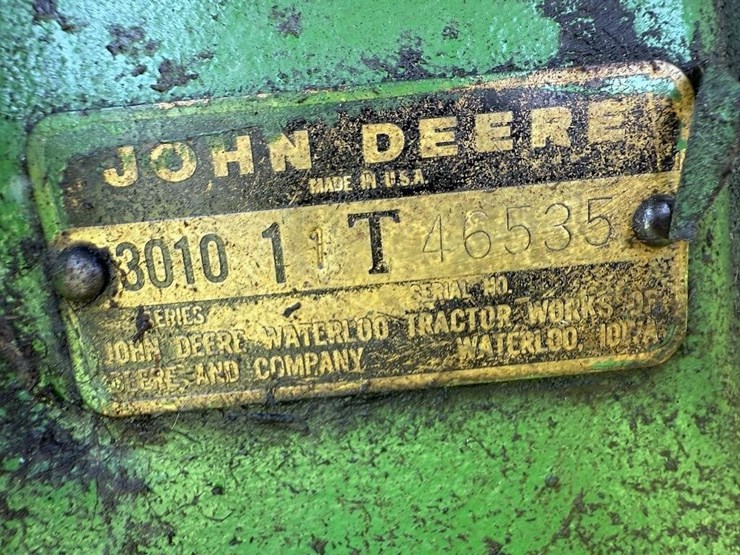 JOHN DEERE
MADE IN U.S.A.
3010 1 1 T 46535
SERIES SERIAL NO.
JOHN DEERE WATERLOO TRACTOR WORKS OF
DEERE AND COMPANY WATERLOO, IOWA